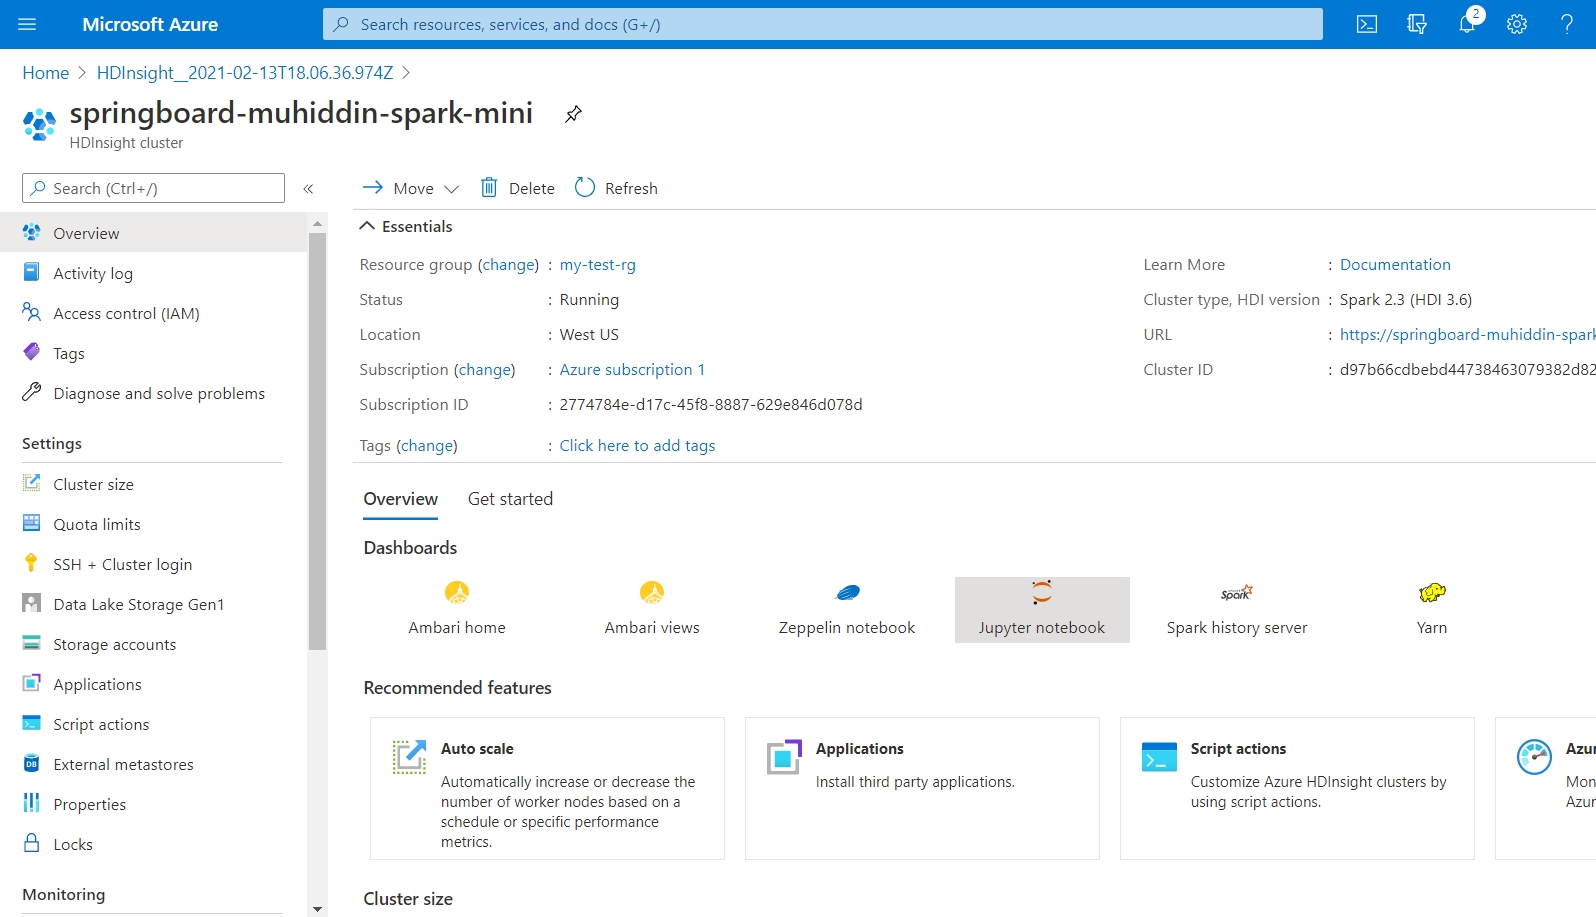 Microsoft Azure
Search resources, services, and docs (G+/)
2
Home > HDInsight__2021-02-13T18.06.36.974Z >
springboard-muhiddin-spark-mini
HDInsight cluster
Search (Ctrl+/)
«
Move
Delete
Refresh
Overview
Activity log
Access control (IAM)
Tags
Diagnose and solve problems
Settings
Cluster size
Quota limits
SSH + Cluster login
Data Lake Storage Gen1
Storage accounts
Applications
Script actions
External metastores
Properties
Locks
Monitoring
Essentials
Resource group (change) : my-test-rg
Status : Running
Location : West US
Subscription (change) : Azure subscription 1
Subscription ID : 2774784e-d17c-45f8-8887-629e846d078d
Tags (change) : Click here to add tags
Learn More : Documentation
Cluster type, HDI version : Spark 2.3 (HDI 3.6)
URL : https://springboard-muhiddin-spark
Cluster ID : d97b66cdbebd44738463079382d82
Overview
Get started
Dashboards
Ambari home
Ambari views
Zeppelin notebook
Jupyter notebook
Spark
Spark history server
Yarn
Recommended features
Auto scale
Automatically increase or decrease the
number of worker nodes based on a
schedule or specific performance
metrics.
Applications
Install third party applications.
Script actions
Customize Azure HDInsight clusters by
using script actions.
Azu
Mon
Azur
Cluster size